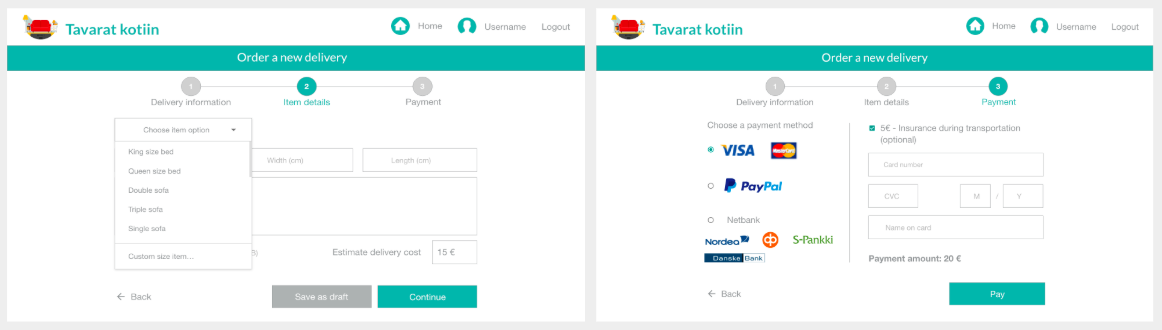 Tavarat kotiin
Home
Username
Logout
Order a new delivery
1
2
3
Delivery information
Item details
Payment
Choose item option
King size bed
Queen size bed
Double sofa
Triple sofa
Single sofa
Custom size item...
Width (cm)
Length (cm)
Estimate delivery cost
15 €
Back
Save as draft
Continue
Tavarat kotiin
Home
Username
Logout
Order a new delivery
1
2
3
Delivery information
Item details
Payment
Choose a payment method
VISA
MasterCard
PayPal
Netbank
Nordea
S-Pankki
Danske Bank
5€ - Insurance during transportation
(optional)
Card number
CVC
M / Y
Name on card
Payment amount: 20 €
Back
Pay